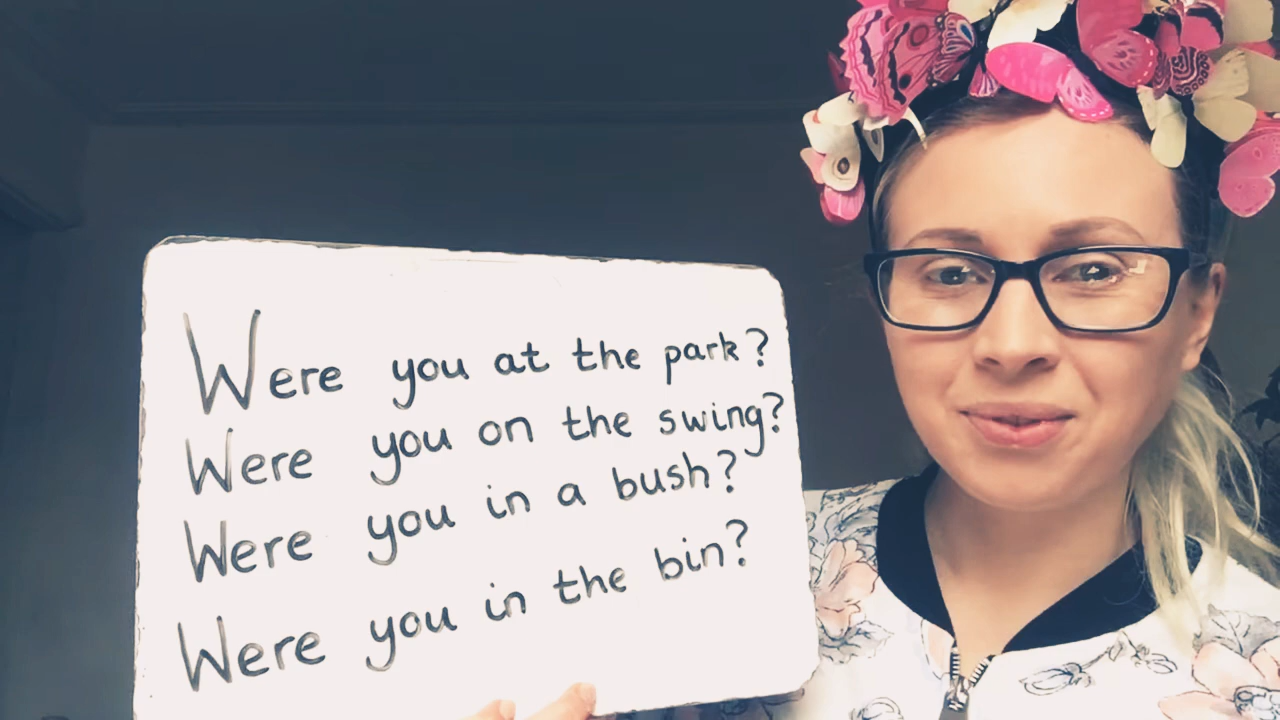 Were you at the park?
Were you on the swing?
Were you in a bush?
Were you in the bin?